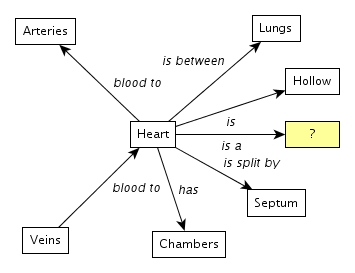 Arteries
Lungs
is between
blood to
Hollow
is
Heart
?
is a
is split by
blood to
has
Septum
Veins
Chambers